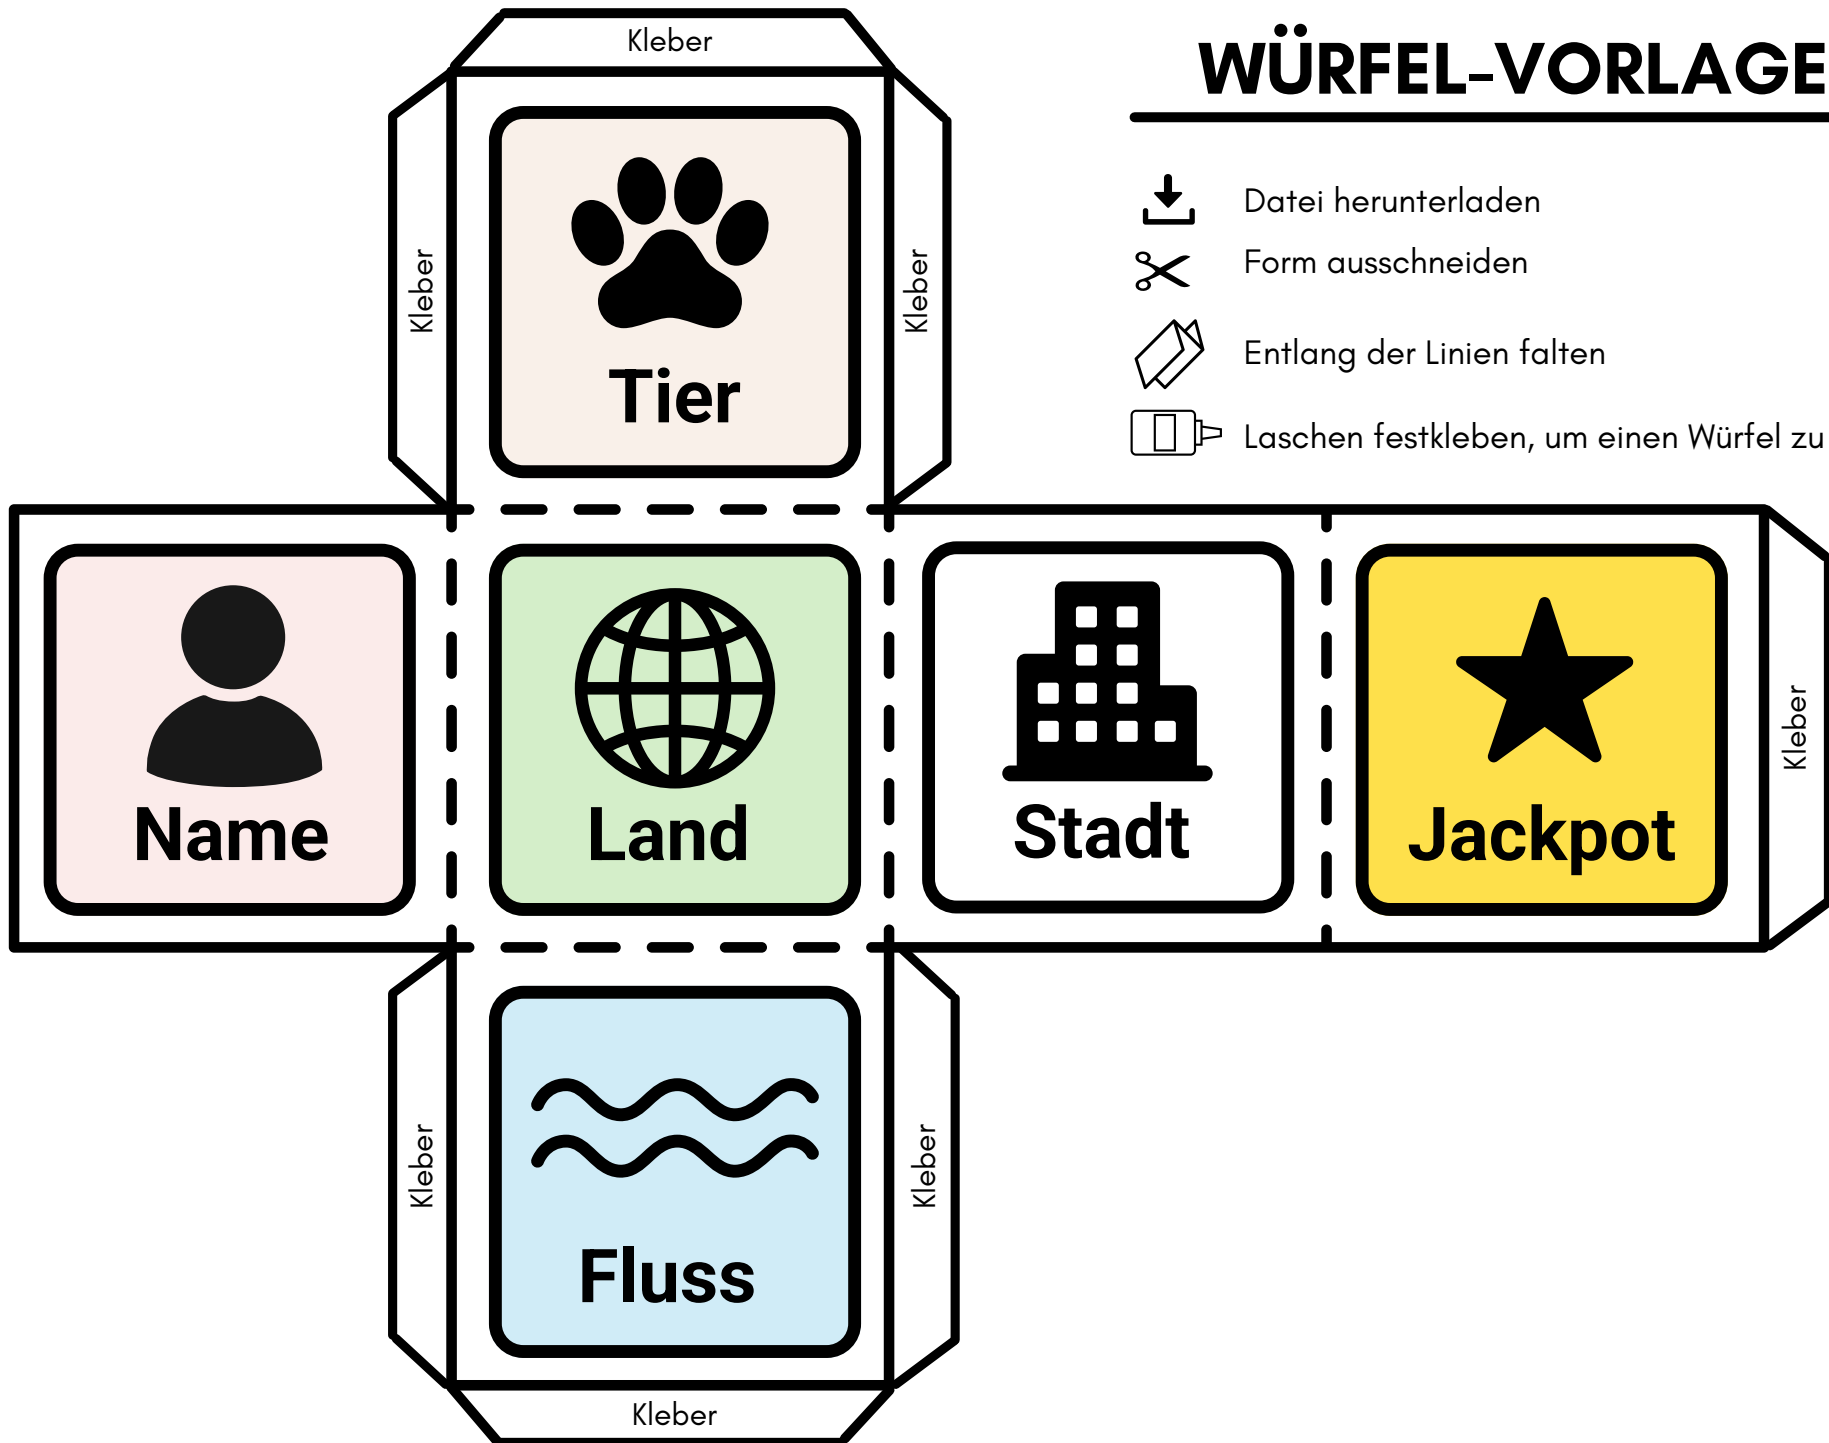 Kleber
WÜRFEL-VORLAGE
Datei herunterladen
Form ausschneiden
Entlang der Linien falten
Laschen festkleben, um einen Würfel zu
Kleber
Kleber
Tier
Name
Land
Stadt
Jackpot
Kleber
Kleber
Kleber
Fluss
Kleber